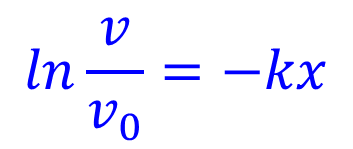 ln v/v₀ = −kx